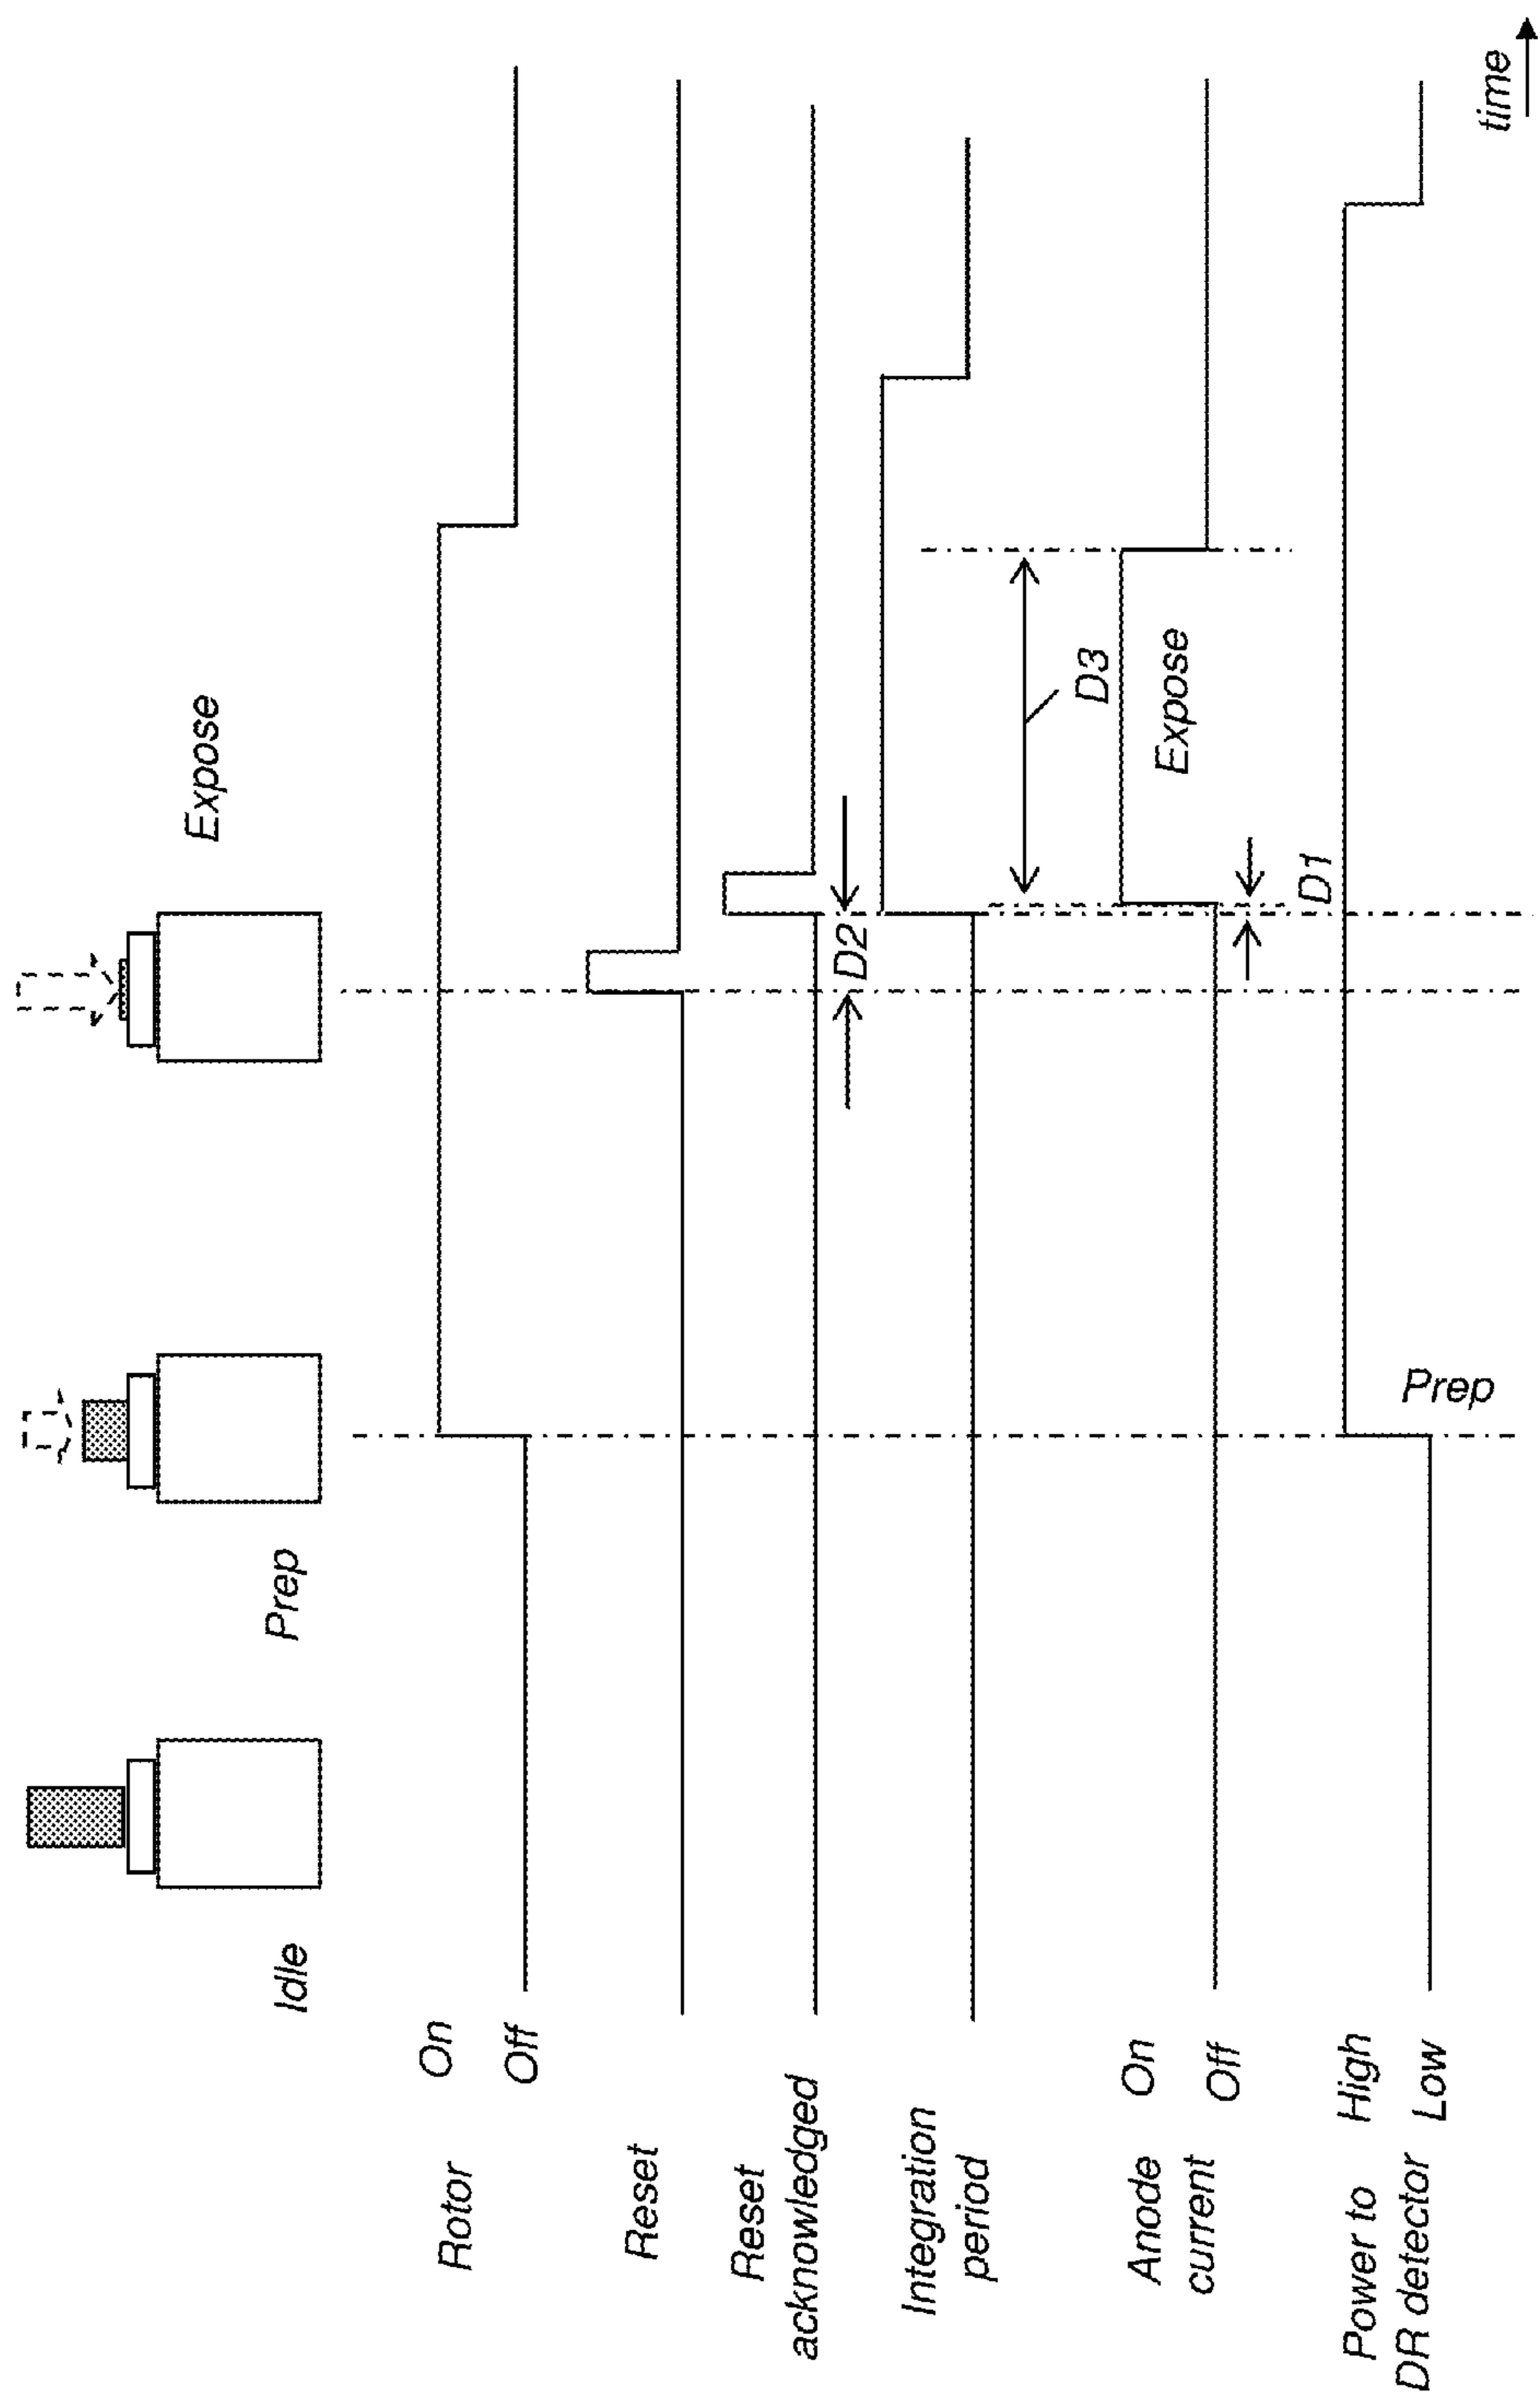 Idle
Prep
Expose
Rotor
On
Off
Reset
Reset
acknowledged
D2
Integration
period
D3
Anode
current
On
Off
Expose
D1
Power to
DR detector
High
Low
Prep
time